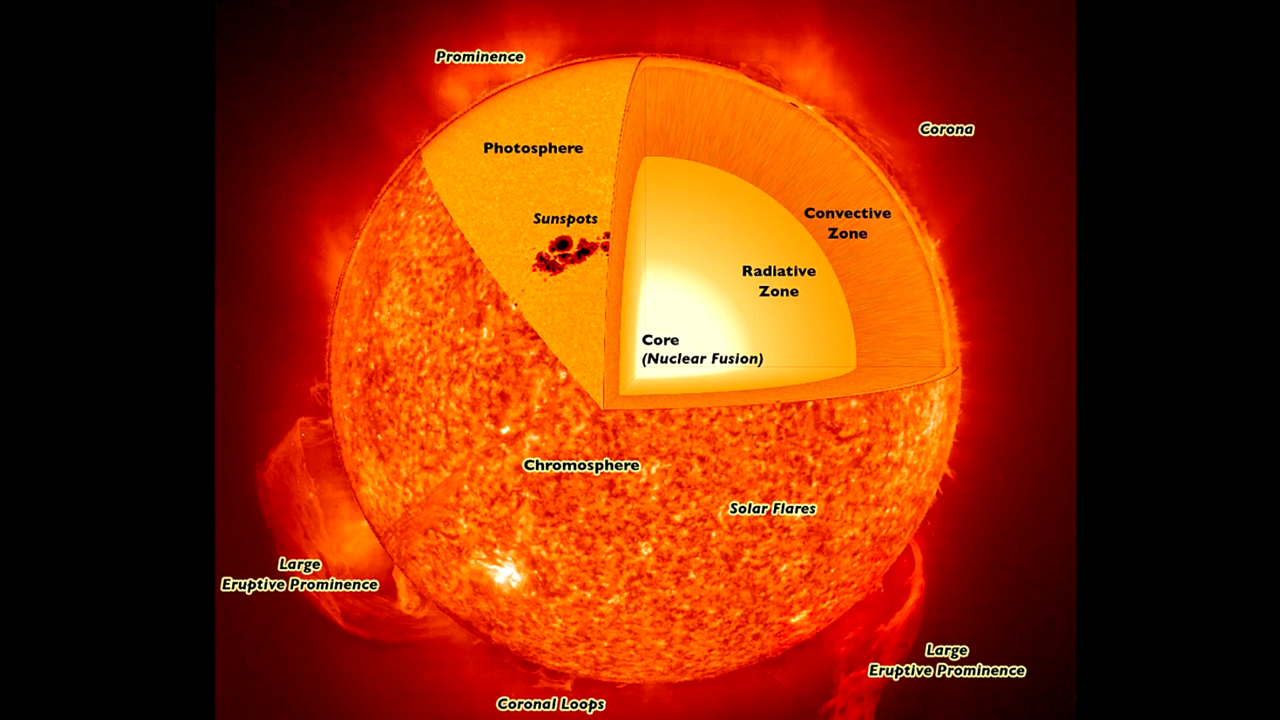 Prominence
Corona
Photosphere
Sunspots
Convective
Zone
Radiative
Zone
Core
(Nuclear Fusion)
Chromosphere
Solar Flares
Large
Eruptive Prominence
Large
Eruptive Prominence
Coronal Loops